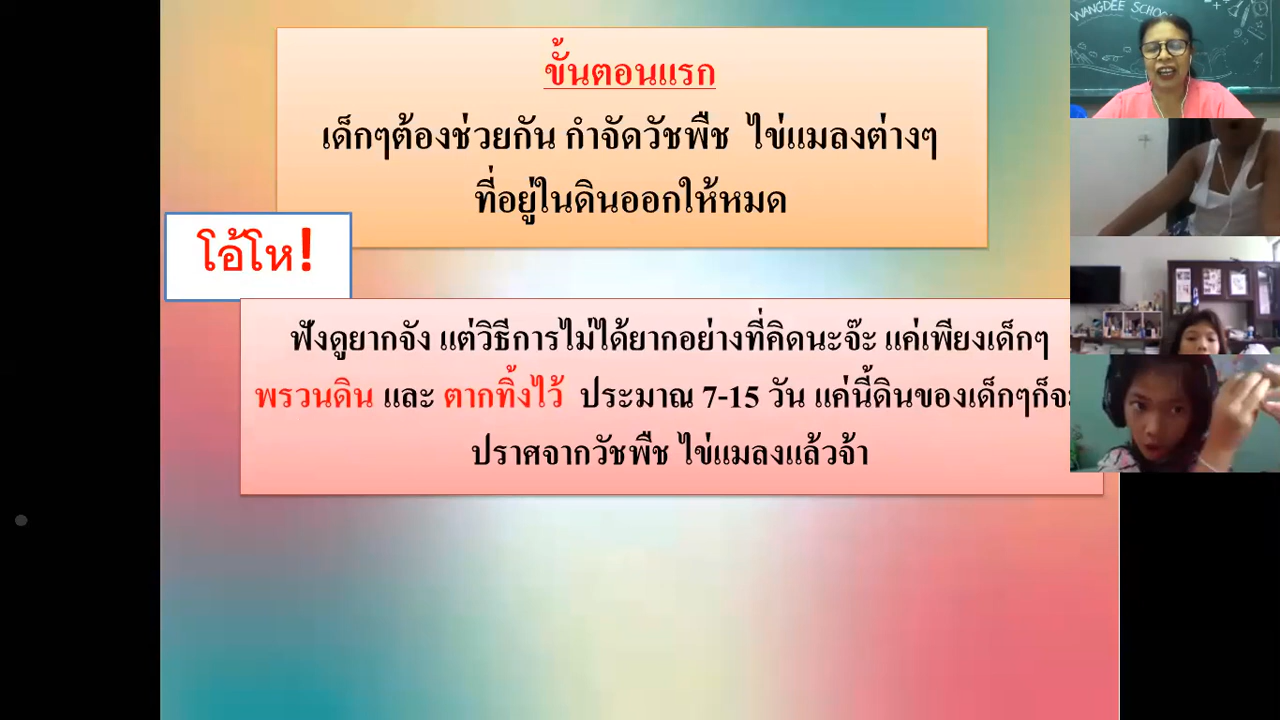 WANGDEE SCHOOL
ขั้นตอนแรก
เด็กๆต้องช่วยกัน กำจัดวัชพืช ไข่แมลงต่างๆ
ที่อยู่ในดินออกให้หมด
โอ้โห!
ฟังดูยากจัง แต่วิธีการไม่ได้ยากอย่างที่คิดนะจ๊ะ แค่เพียงเด็กๆ
พรวนดิน และ ตากทิ้งไว้ ประมาณ 7-15 วัน แค่นี้ดินของเด็กๆก็จะ
ปราศจากวัชพืช ไข่แมลงแล้วจ้า